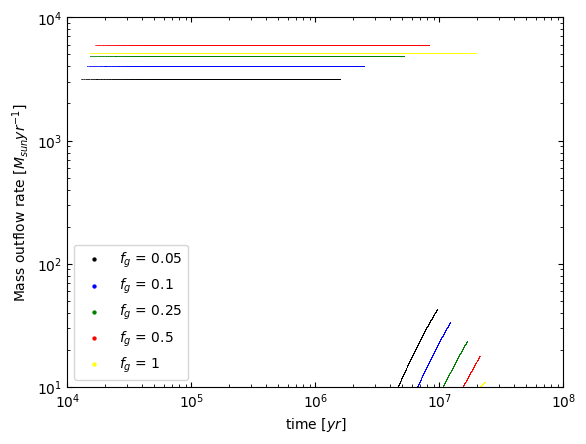 10^4
10^3
10^2
10^1
Mass outflow rate [M_{sun}yr^{-1}]
f_g = 0.05
f_g = 0.1
f_g = 0.25
f_g = 0.5
f_g = 1
10^4 10^5 10^6 10^7 10^8
time [yr]